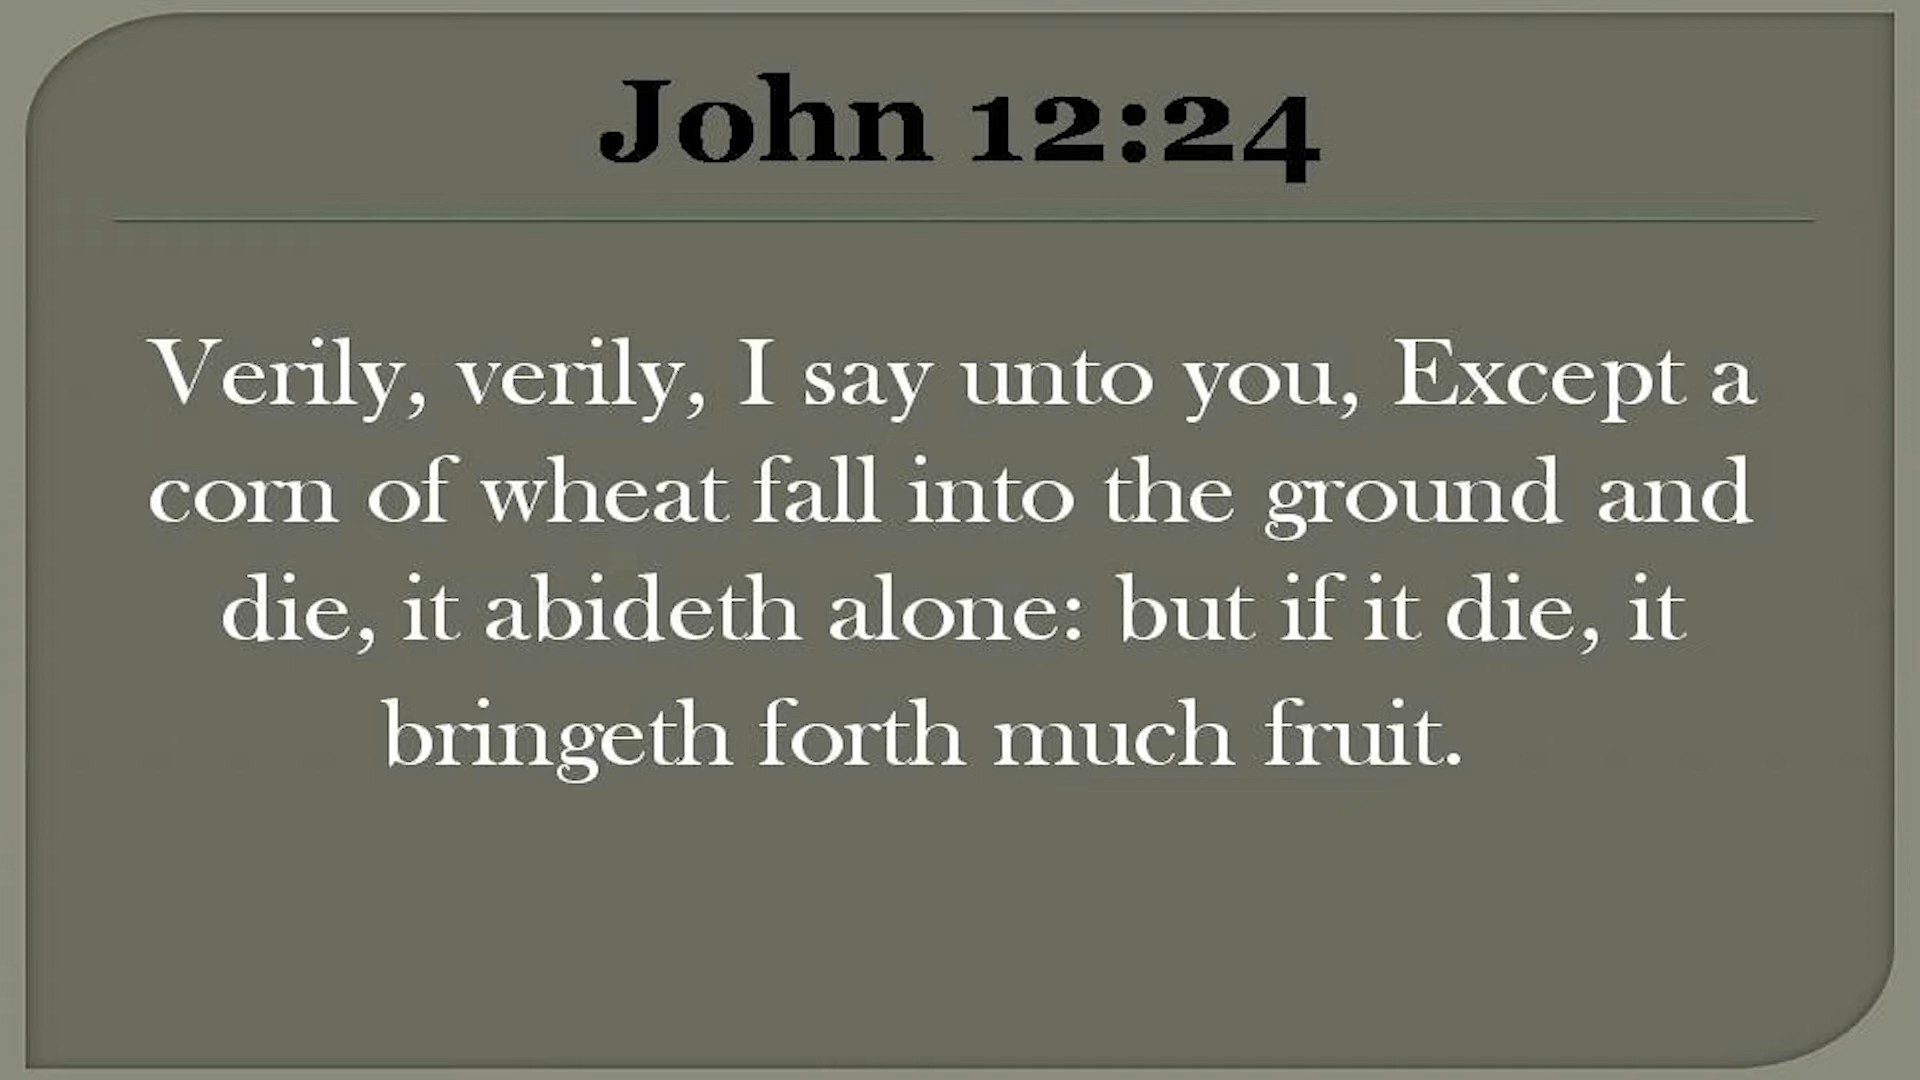 John 12:24
Verily, verily, I say unto you, Except a
corn of wheat fall into the ground and
die, it abideth alone: but if it die, it
bringeth forth much fruit.